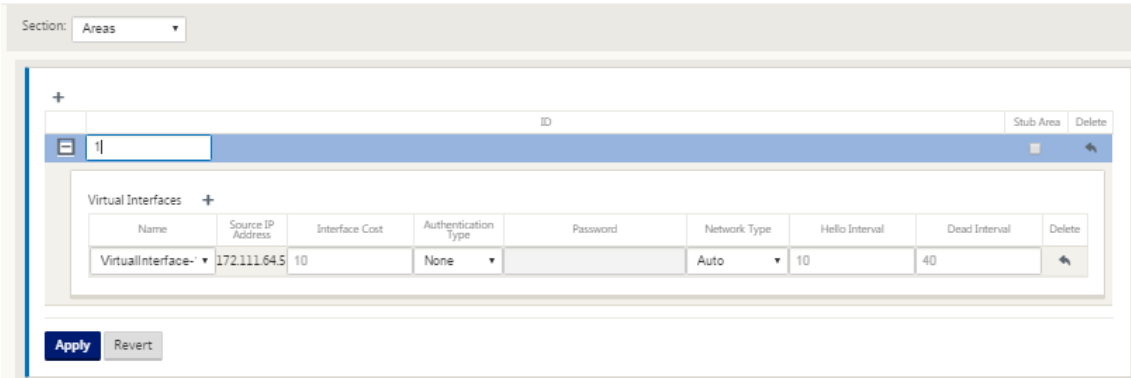 Section: Areas
+
ID Stub Area Delete
1
Virtual Interfaces +
Name Source IP Address Interface Cost Authentication Type Password Network Type Hello Interval Dead Interval Delete
VirtualInterface- 172.111.64.5 10 None Auto 10 40
Apply Revert